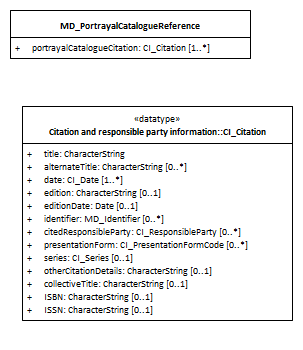 MD_PortrayalCatalogueReference
+ portrayalCatalogueCitation: CI_Citation [1..*]
«datatype»
Citation and responsible party information::CI_Citation
+ title: CharacterString
+ alternateTitle: CharacterString [0..*]
+ date: CI_Date [1..*]
+ edition: CharacterString [0..1]
+ editionDate: Date [0..1]
+ identifier: MD_Identifier [0..*]
+ citedResponsibleParty: CI_ResponsibleParty [0..*]
+ presentationForm: CI_PresentationFormCode [0..*]
+ series: CI_Series [0..1]
+ otherCitationDetails: CharacterString [0..1]
+ collectiveTitle: CharacterString [0..1]
+ ISBN: CharacterString [0..1]
+ ISSN: CharacterString [0..1]